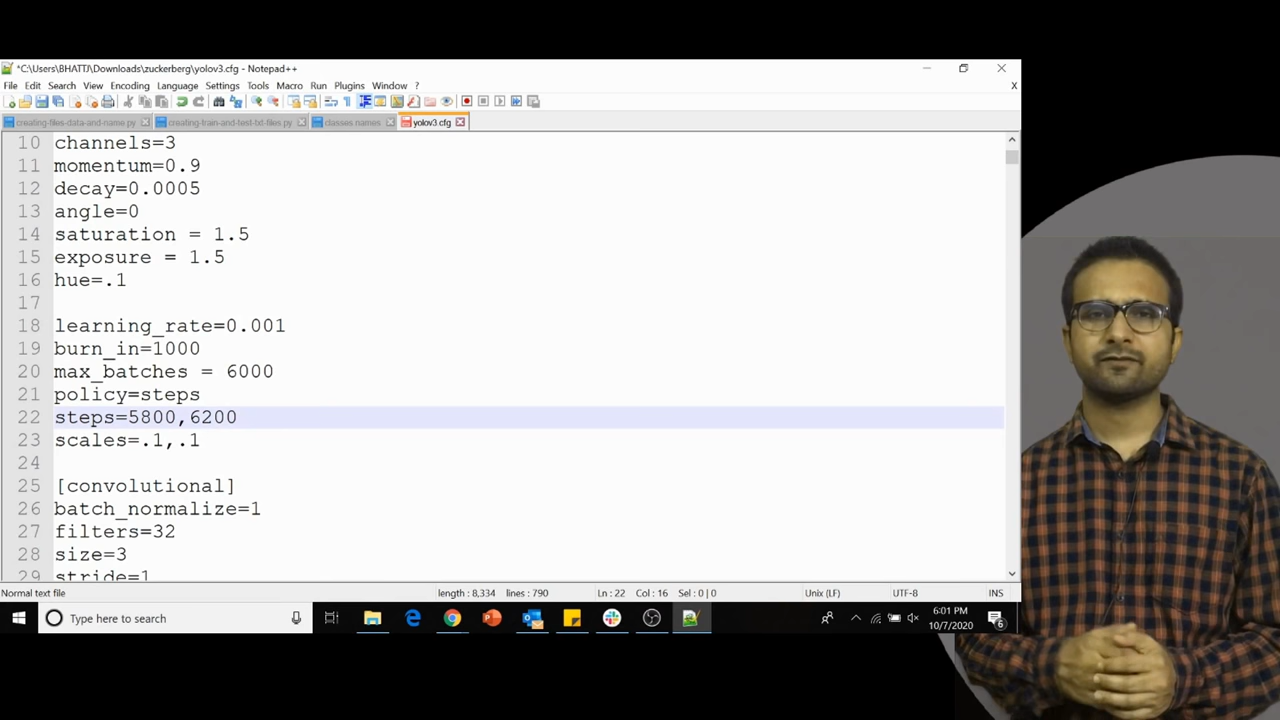 *C:\Users\BHATTJ\Downloads\zuckerberg\yolov3.cfg - Notepad++
File Edit Search View Encoding Language Settings Tools Macro Run Plugins Window ? X
creating-files-data-and-name.py creating-train-and-test-txt-files.py classes.names yolov3.cfg
10 channels=3
11 momentum=0.9
12 decay=0.0005
13 angle=0
14 saturation = 1.5
15 exposure = 1.5
16 hue=.1
17
18 learning_rate=0.001
19 burn_in=1000
20 max_batches = 6000
21 policy=steps
22 steps=5800,6200
23 scales=.1,.1
24
25 [convolutional]
26 batch_normalize=1
27 filters=32
28 size=3
29 stride=1
Normal text file length : 8,334 lines : 790 Ln : 22 Col : 16 Sel : 0 | 0 Unix (LF) UTF-8 INS
Type here to search
6:01 PM
10/7/2020
6